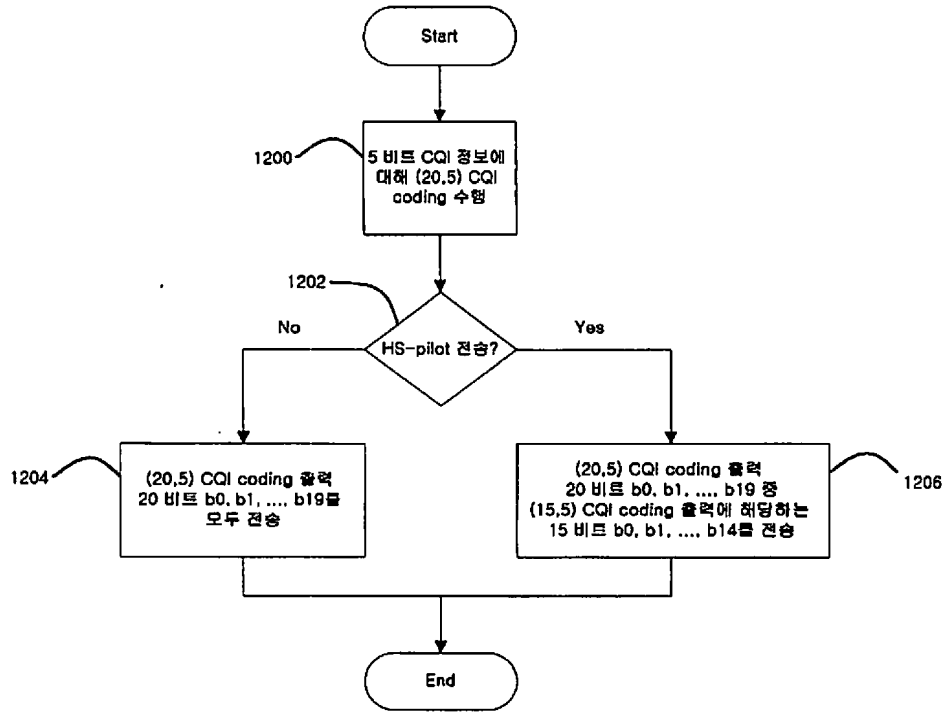 Start
1200
5 비트 CQI 정보에
대해 (20,5) CQI
coding 수행
1202
No
Yes
HS-pilot 전송?
1204
(20,5) CQI coding 출력
20 비트 b0, b1, ...., b19를
모두 전송
(20,5) CQI coding 출력
20 비트 b0, b1, ...., b19 중
(15,5) CQI coding 출력에 해당하는
15 비트 b0, b1, ...., b14를 전송
1206
End